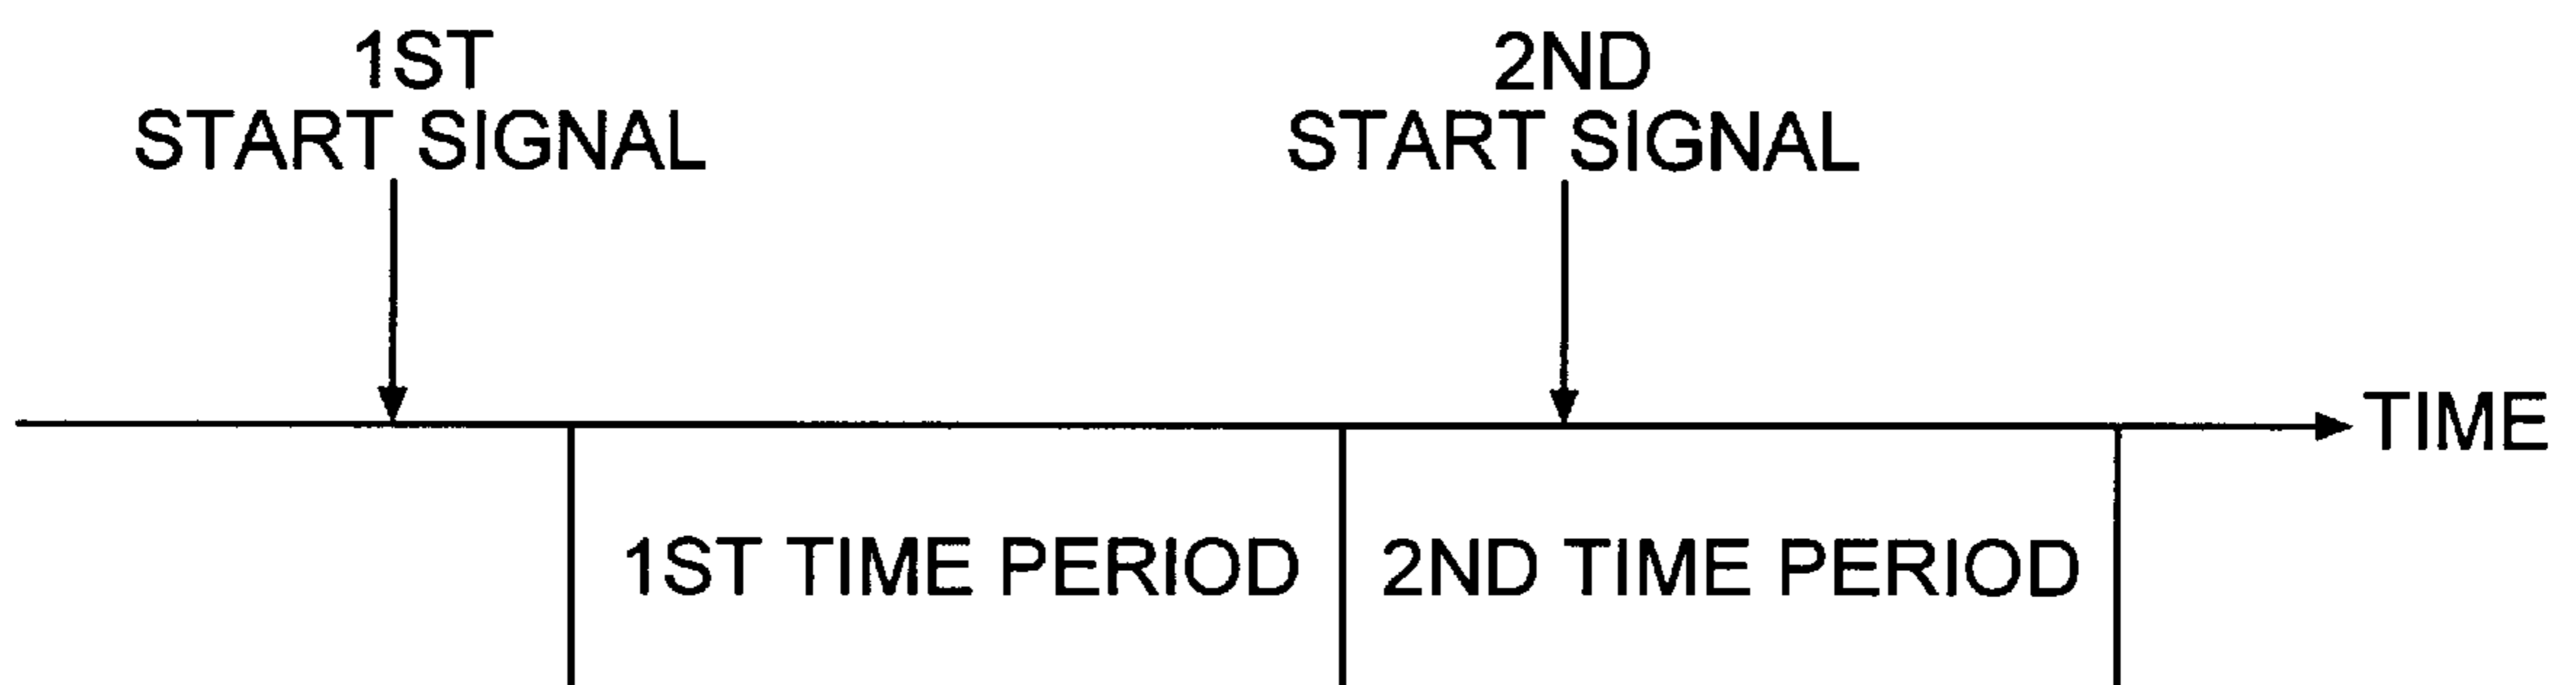 1ST
START SIGNAL
2ND
START SIGNAL
TIME
1ST TIME PERIOD
2ND TIME PERIOD